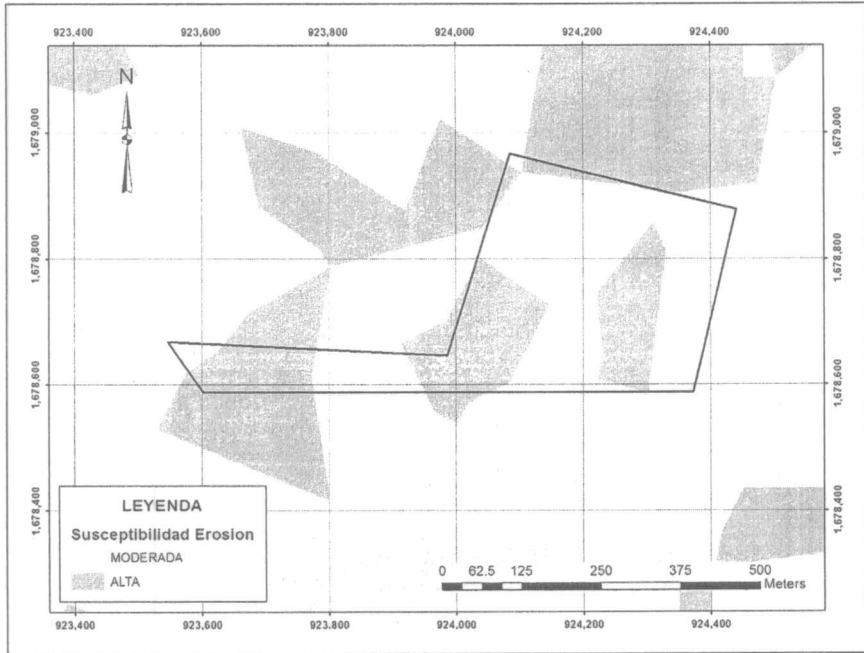 923,400 923,600 923,800 924,000 924,200 924,400
N
1,679,000 1,679,000
1,678,800 1,678,800
1,678,600 1,678,600
1,678,400 1,678,400
LEYENDA
Susceptibilidad Erosion
MODERADA
ALTA
0 62.5 125 250 375 500
Meters
923,400 923,600 923,800 924,000 924,200 924,400